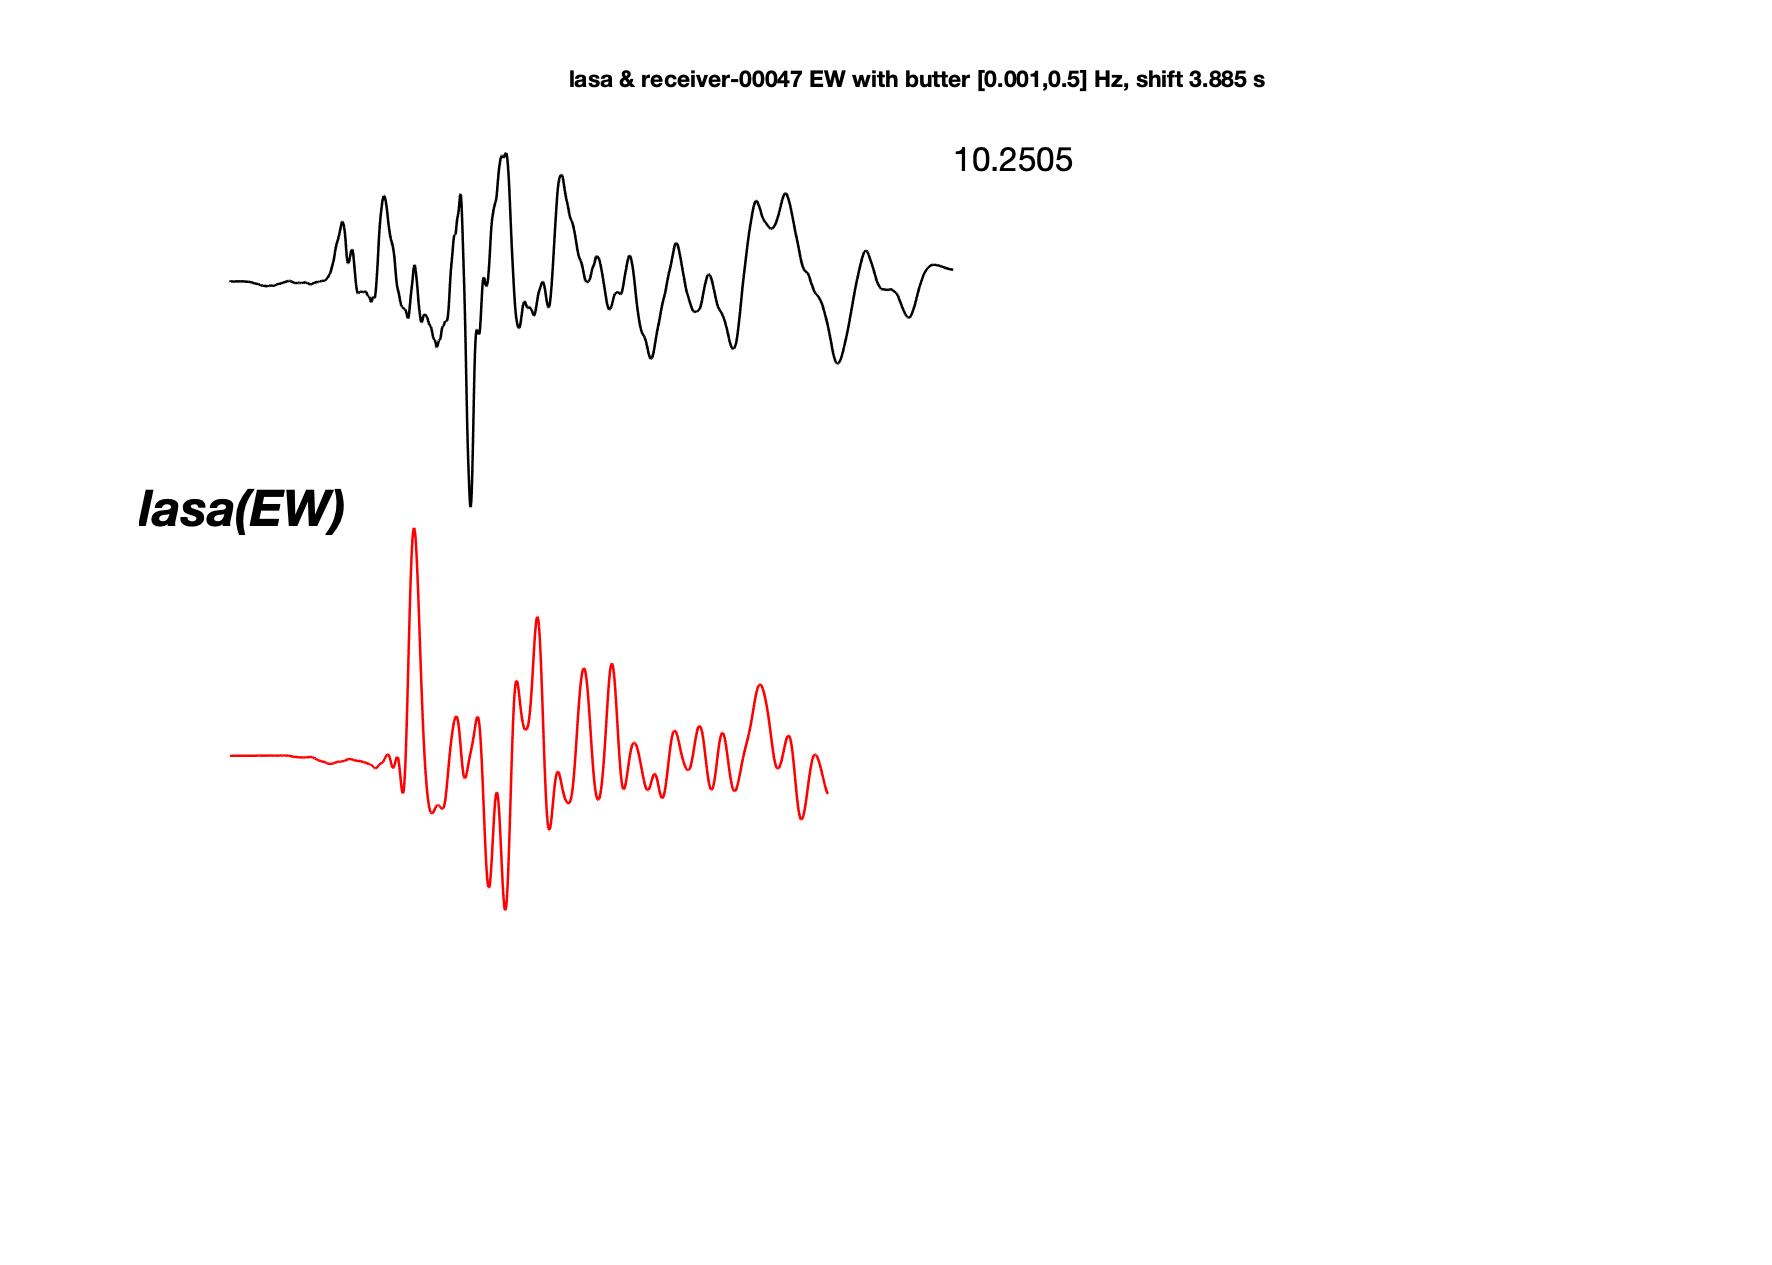 lasa & receiver-00047 EW with butter [0.001,0.5] Hz, shift 3.885 s
10.2505
lasa(EW)